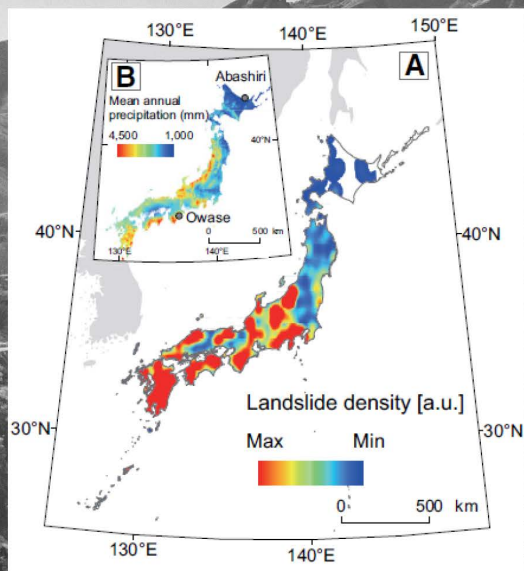 130°E
140°E
150°E
B
A
Abashiri
Mean annual
precipitation (mm)
4,500 1,000
40°N
Owase
0 500 km
130°E
140°E
40°N
40°N
Landslide density [a.u.]
Max Min
30°N
30°N
0 500 km
130°E
140°E